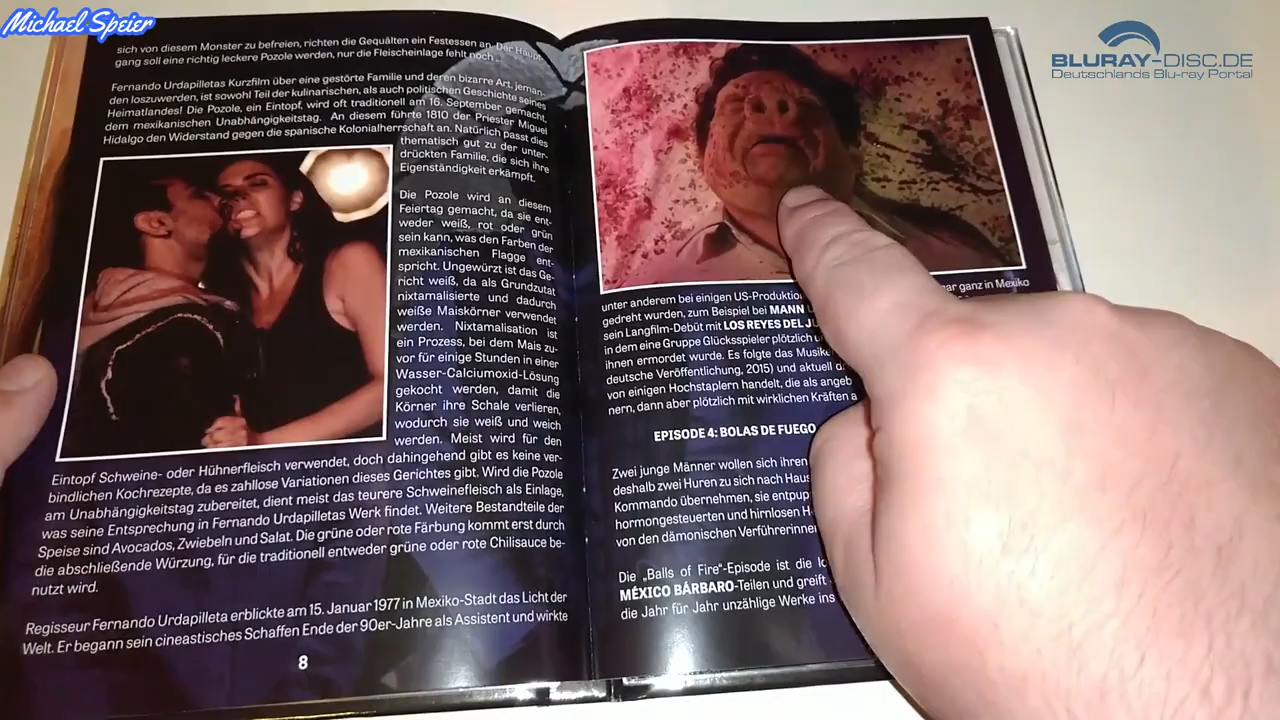 Michael Speier
BLURAY-DISC.DE
Deutschlands Blu-ray Portal
sich von diesem Monster zu befreien, richten die Gequälten ein Festessen an. Der Haupt-
gang soll eine richtig leckere Pozole werden, nur die Fleischeinlage fehlt noch ...
Fernando Urdapilletas Kurzfilm über eine gestörte Familie und deren bizarre Art, jeman-
den loszuwerden, ist sowohl Teil der kulinarischen, als auch politischen Geschichte seines
Heimatlandes! Die Pozole, ein Eintopf, wird oft traditionell am 16. September gemacht,
dem mexikanischen Unabhängigkeitstag. An diesem führte 1810 der Priester Miguel
Hidalgo den Widerstand gegen die spanische Kolonialherrschaft an. Natürlich passt dies
thematisch gut zu der unter-
drückten Familie, die sich ihre
Eigenständigkeit erkämpft.
Die Pozole wird an diesem
Feiertag gemacht, da sie ent-
weder weiß, rot oder grün
sein kann, was den Farben der
mexikanischen Flagge ent-
spricht. Ungewürzt ist das Ge-
richt weiß, da als Grundzutat
nixtamalisierte und dadurch
weiße Maiskörner verwendet
werden. Nixtamalisation ist
ein Prozess, bei dem Mais zu-
vor für einige Stunden in einer
Wasser-Calciumoxid-Lösung
gekocht werden, damit die
Körner ihre Schale verlieren,
wodurch sie weiß und weich
werden. Meist wird für den
Eintopf Schweine- oder Hühnerfleisch verwendet, doch dahingehend gibt es keine ver-
bindlichen Kochrezepte, da es zahllose Variationen dieses Gerichtes gibt. Wird die Pozole
am Unabhängigkeitstag zubereitet, dient meist das teurere Schweinefleisch als Einlage,
was seine Entsprechung in Fernando Urdapilletas Werk findet. Weitere Bestandteile der
Speise sind Avocados, Zwiebeln und Salat. Die grüne oder rote Färbung kommt erst durch
die abschließende Würzung, für die traditionell entweder grüne oder rote Chilisauce be-
nutzt wird.
Regisseur Fernando Urdapilleta erblickte am 15. Januar 1977 in Mexiko-Stadt das Licht der
Welt. Er begann sein cineastisches Schaffen Ende der 90er-Jahre als Assistent und wirkte
8
unter anderem bei einigen US-Produktio gar ganz in Mexiko
gedreht wurden, zum Beispiel bei MANN
sein Langfilm-Debüt mit LOS REYES DEL
in dem eine Gruppe Glücksspieler plötzlich
ihnen ermordet wurde. Es folgte das Musik
deutsche Veröffentlichung, 2015) und aktuell
von einigen Hochstaplern handelt, die als angeb
nern, dann aber plötzlich mit wirklichen Kräften
EPISODE 4: BOLAS DE FUEGO
Zwei junge Männer wollen sich ihren
deshalb zwei Huren zu sich nach Haus
Kommando übernehmen, sie entpup
hormongesteuerten und hirnlosen
von den dämonischen Verführerinne
Die „Balls of Fire“-Episode ist die
MÉXICO BÁRBARO-Teilen und greift
die Jahr für Jahr unzählige Werke ins